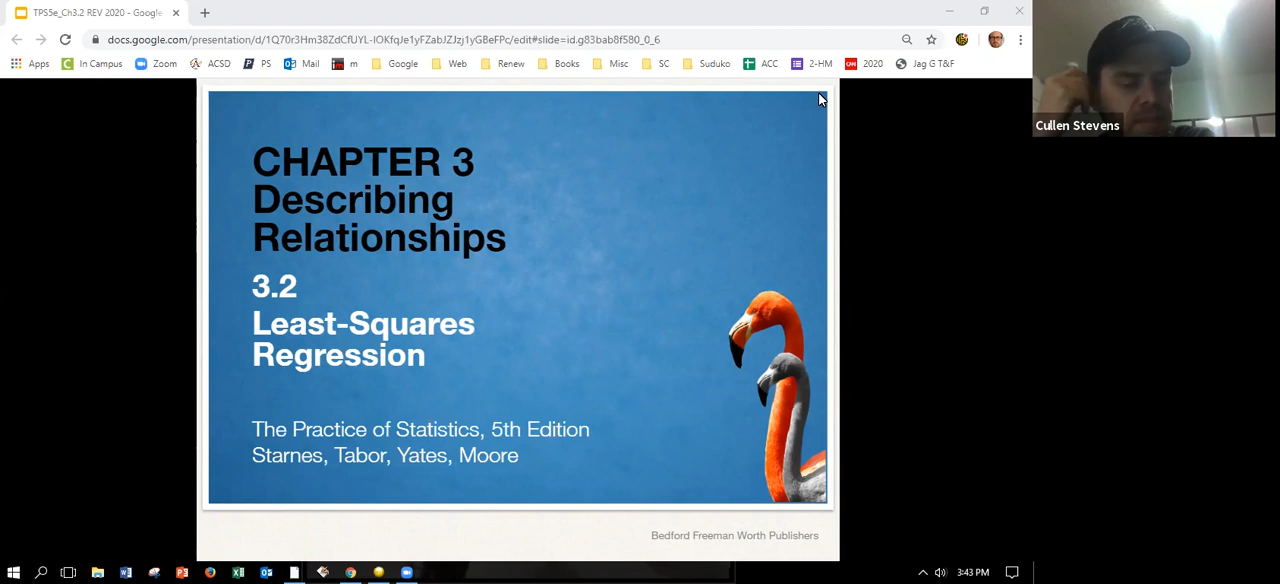 TPS5e_Ch3.2 REV 2020 - Googl
docs.google.com/presentation/d/1Q70r3Hm38ZdCfUYL-IOKfqJe1yFZabJZJzj1yGBeFPc/edit#slide=id.g83bab8f580_0_6
Apps In Campus Zoom ACSD PS Mail m Google Web Renew Books Misc SC Suduko ACC 2-HM 2020 Jag G T&F
Cullen Stevens
CHAPTER 3
Describing
Relationships
3.2
Least-Squares
Regression
The Practice of Statistics, 5th Edition
Starnes, Tabor, Yates, Moore
Bedford Freeman Worth Publishers
3:43 PM